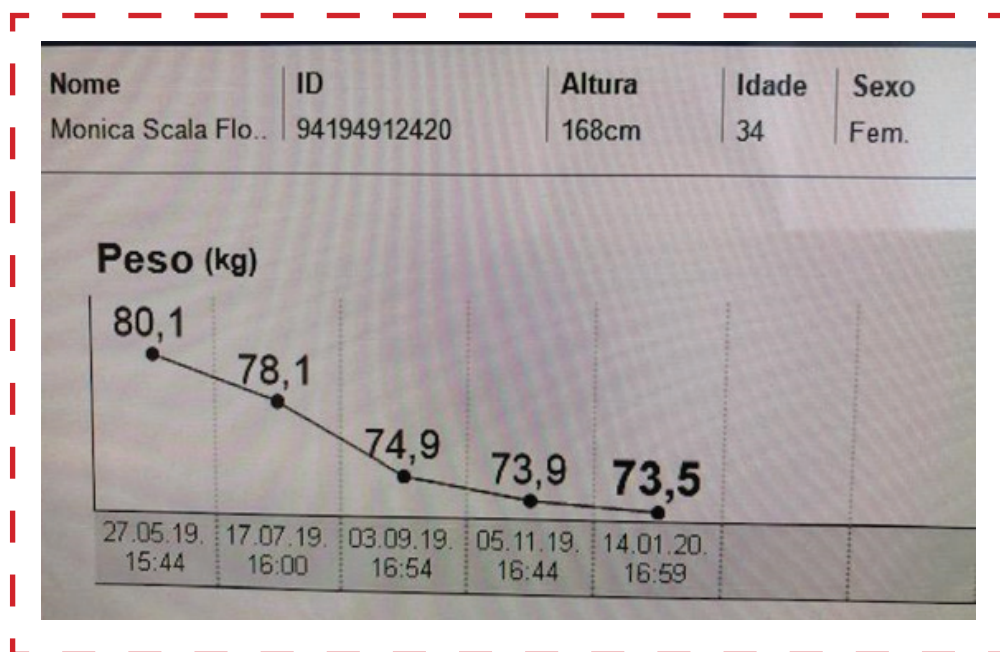 Nome ID Altura Idade Sexo
Monica Scala Flo.. 94194912420 168cm 34 Fem.
Peso (kg)
80,1
78,1
74,9
73,9
73,5
27.05.19. 17.07.19. 03.09.19. 05.11.19. 14.01.20.
15:44 16:00 16:54 16:44 16:59